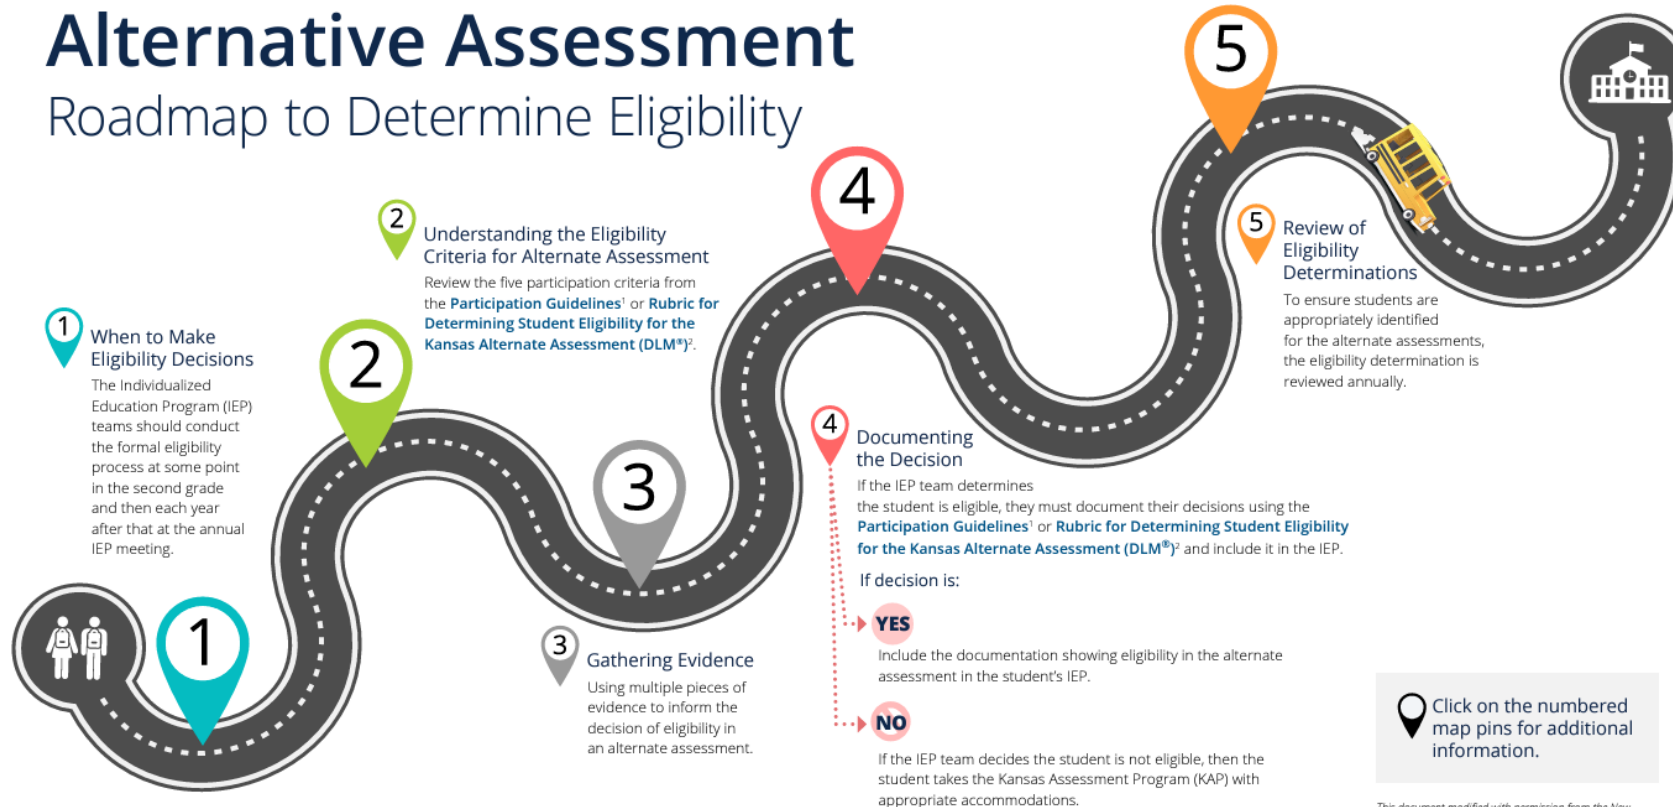 Alternative Assessment
Roadmap to Determine Eligibility
1
When to Make
Eligibility Decisions
The Individualized
Education Program (IEP)
teams should conduct
the formal eligibility
process at some point
in the second grade
and then each year
after that at the annual
IEP meeting.
1
2
Understanding the Eligibility
Criteria for Alternate Assessment
Review the five participation criteria from
the Participation Guidelines¹ or Rubric for
Determining Student Eligibility for the
Kansas Alternate Assessment (DLM®)².
2
3
3
Gathering Evidence
Using multiple pieces of
evidence to inform the
decision of eligibility in
an alternate assessment.
4
4
Documenting
the Decision
If the IEP team determines
the student is eligible, they must document their decisions using the
Participation Guidelines¹ or Rubric for Determining Student Eligibility
for the Kansas Alternate Assessment (DLM®)² and include it in the IEP.
If decision is:
YES
Include the documentation showing eligibility in the alternate
assessment in the student's IEP.
NO
If the IEP team decides the student is not eligible, then the
student takes the Kansas Assessment Program (KAP) with
appropriate accommodations.
5
5
Review of
Eligibility
Determinations
To ensure students are
appropriately identified
for the alternate assessments,
the eligibility determination is
reviewed annually.
Click on the numbered
map pins for additional
information.
This document modified with permission from the New